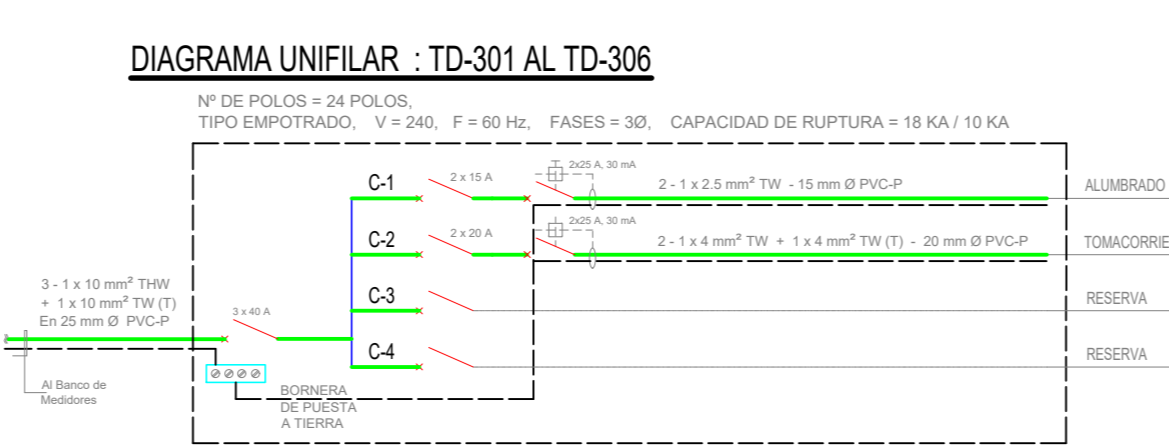 DIAGRAMA UNIFILAR : TD-301 AL TD-306
Nº DE POLOS = 24 POLOS,
TIPO EMPOTRADO, V = 240, F = 60 Hz, FASES = 3Ø, CAPACIDAD DE RUPTURA = 18 KA / 10 KA
C-1
2 x 15 A
2x25 A, 30 mA
2 - 1 x 2.5 mm² TW - 15 mm Ø PVC-P
ALUMBRADO
C-2
2 x 20 A
2x25 A, 30 mA
2 - 1 x 4 mm² TW + 1 x 4 mm² TW (T) - 20 mm Ø PVC-P
TOMACORRIE
C-3
RESERVA
C-4
RESERVA
3 - 1 x 10 mm² THW
+ 1 x 10 mm² TW (T)
En 25 mm Ø PVC-P
3 x 40 A
Al Banco de
Medidores
BORNERA
DE PUESTA
A TIERRA